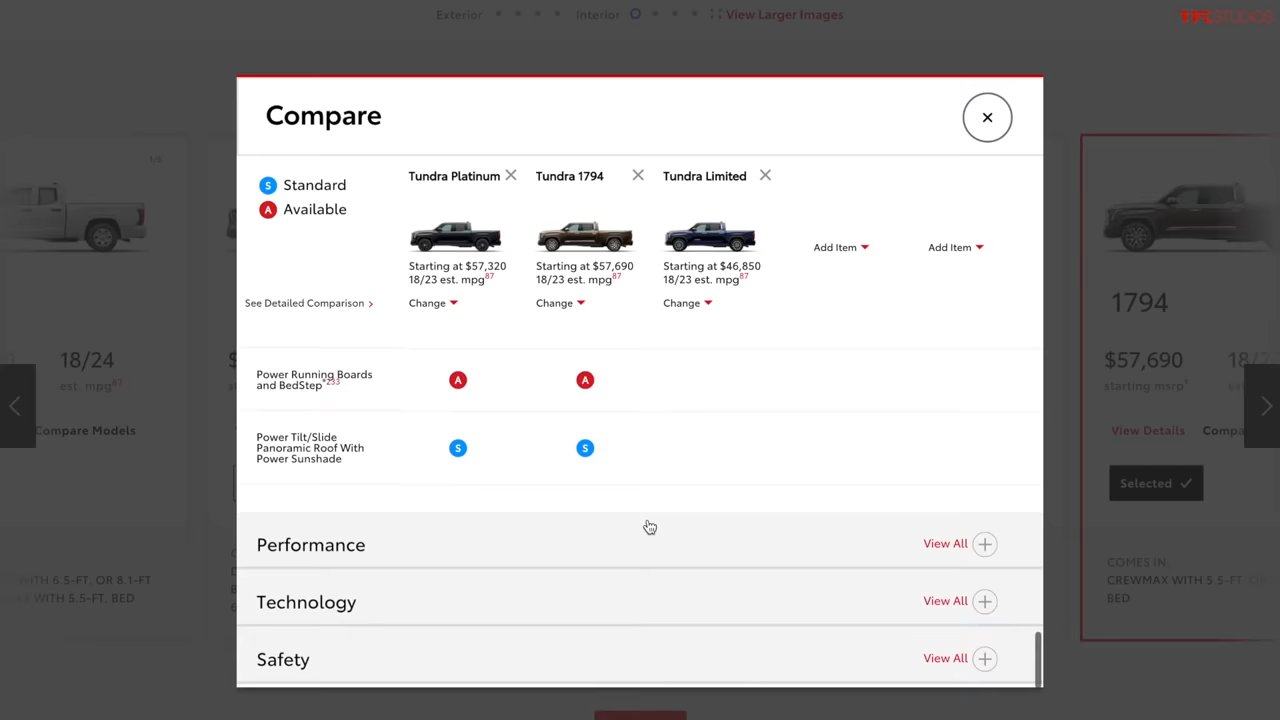 Exterior
Interior
View Larger Images
TFLSTUDIOS
Compare
×
S Standard
A Available
Tundra Platinum
Tundra 1794
Tundra Limited
1/5
Add Item
Add Item
Starting at $57,320
18/23 est. mpg87
Starting at $57,690
18/23 est. mpg87
Starting at $46,850
18/23 est. mpg87
See Detailed Comparison
Change
Change
Change
1794
18/24
est. mpg87
$57,690
starting msrp
Power Running Boards
and BedStep®233
A
A
Compare Models
View Details
Power Tilt/Slide
Panoramic Roof With
Power Sunshade
S
S
Selected
Performance
View All
WITH 6.5-FT. OR 8.1-FT
WITH 5.5-FT. BED
COMES IN:
CREWMAX WITH 5.5-FT
BED
Technology
View All
Safety
View All